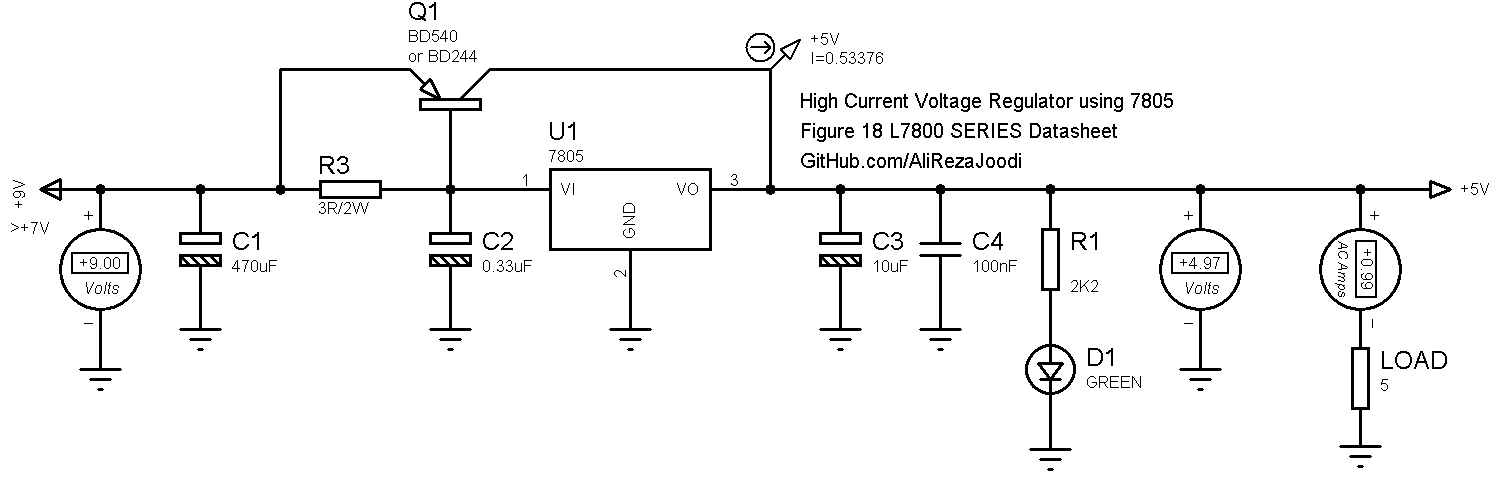 Q1
BD540
or BD244
+5V
I=0.53376
High Current Voltage Regulator using 7805
Figure 18 L7800 SERIES Datasheet
GitHub.com/AliRezaJoodi
U1
7805
R3
3R/2W
1
VI
VO
3
GND
2
+9V
>+7V
+5V
+
+9.00
Volts
–
C1
470uF
C2
0.33uF
C3
10uF
C4
100nF
R1
2K2
D1
GREEN
+
+4.97
Volts
–
+
+0.99
AC Amps
–
LOAD
5